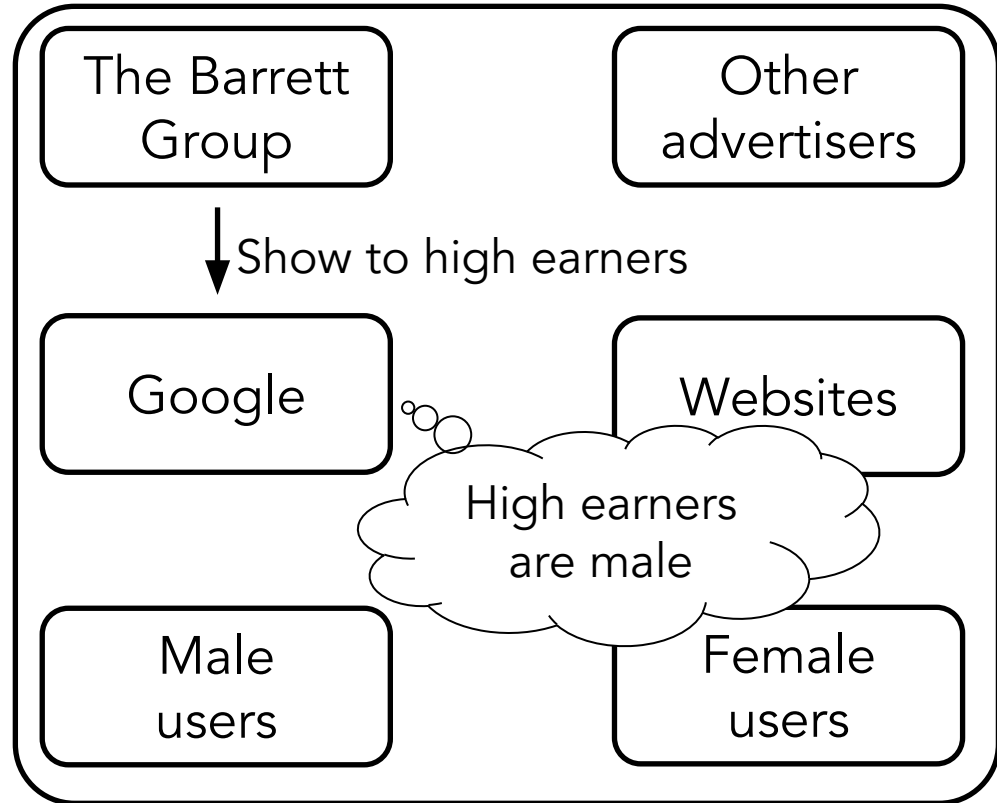 The Barrett
Group
Other
advertisers
Show to high earners
Google
Websites
High earners
are male
Male
users
Female
users